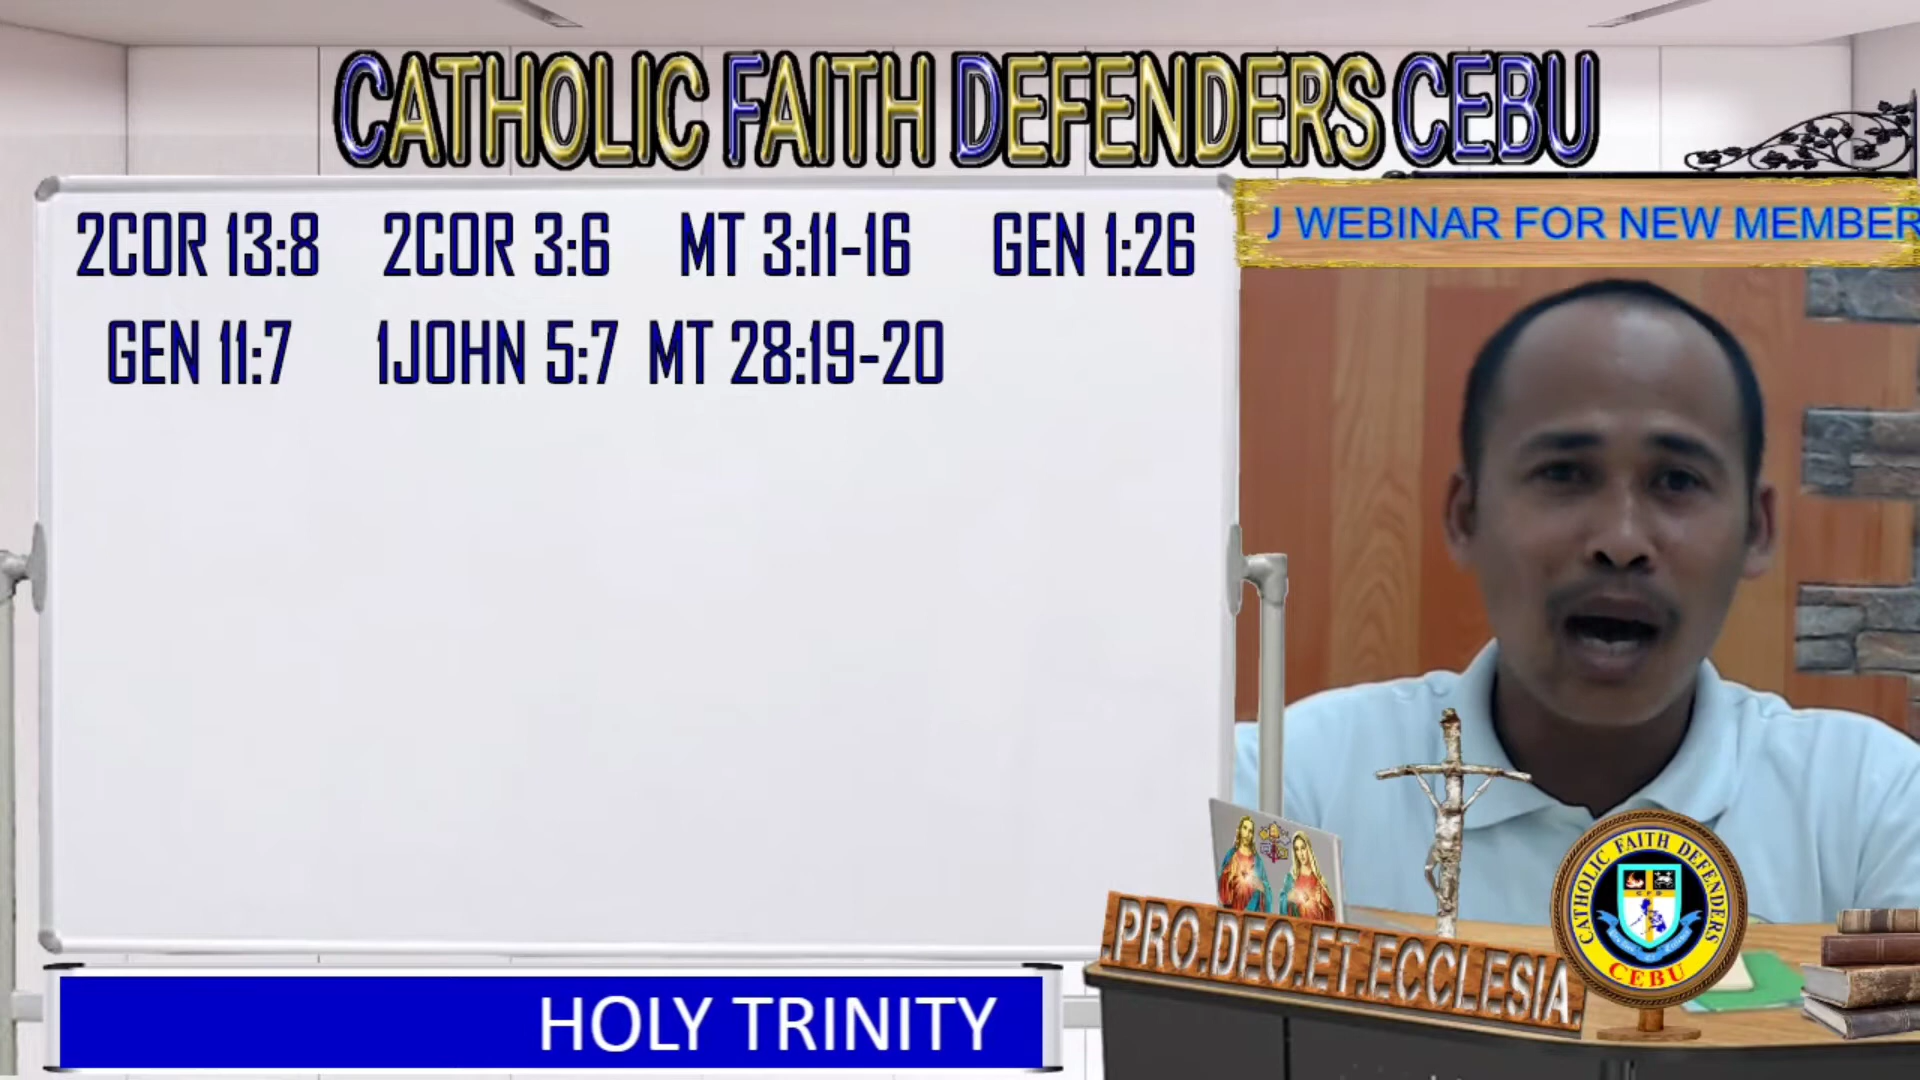 CATHOLIC FAITH DEFENDERS CEBU
J WEBINAR FOR NEW MEMBER
2COR 13:8 2COR 3:6 MT 3:11-16 GEN 1:26
GEN 11:7 1JOHN 5:7 MT 28:19-20
.PRO.DEO.ET.ECCLESIA.
CATHOLIC FAITH DEFENDERS
CFD
CEBU
HOLY TRINITY